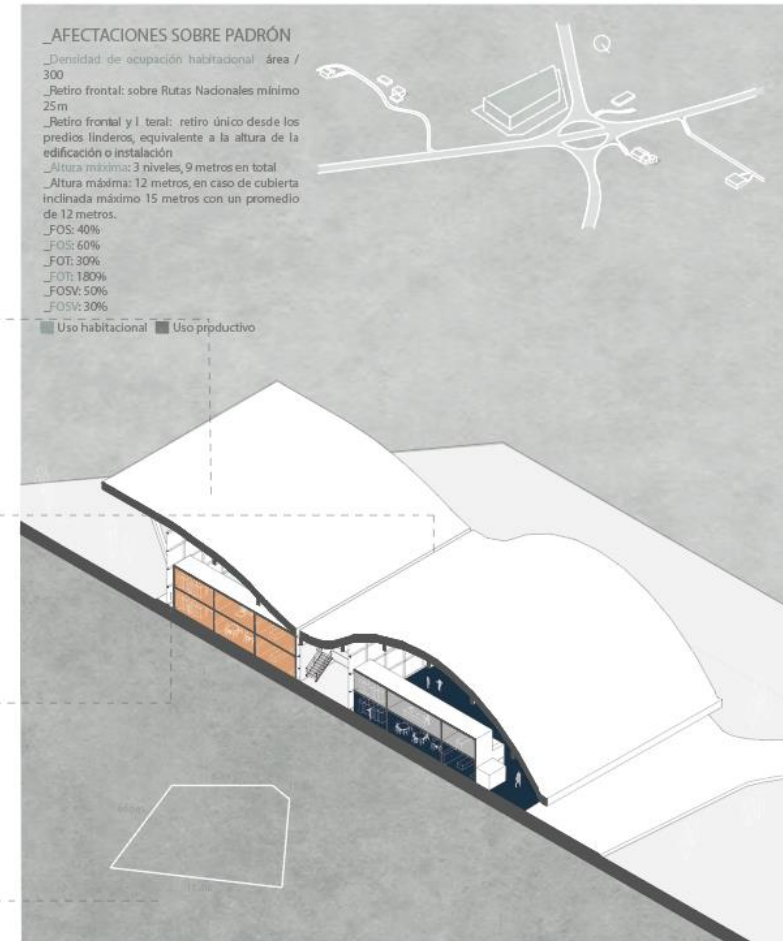 _AFECTACIONES SOBRE PADRÓN
_Densidad de ocupación habitacional área /
300
_Retiro frontal: sobre Rutas Nacionales mínimo
25m
_Retiro frontal y l teral: retiro único desde los
predios linderos, equivalente a la altura de la
edificación o instalación
_Altura máxima: 3 niveles, 9 metros en total
_Altura máxima: 12 metros, en caso de cubierta
inclinada máximo 15 metros con un promedio
de 12 metros.
_FOS: 40%
_FOS: 60%
_FOT: 30%
_FOT: 180%
_FOSV: 50%
_FOSV: 30%
Uso habitacional Uso productivo